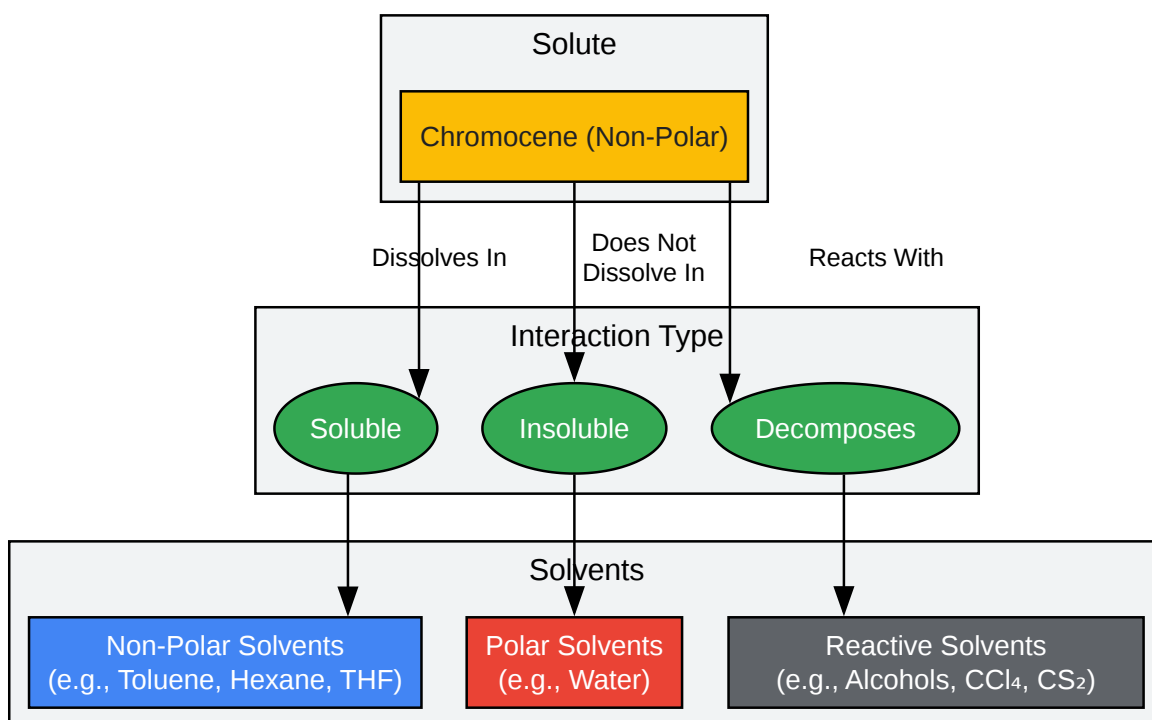 Solute
Chromocene (Non-Polar)
Dissolves In
Does Not
Dissolve In
Reacts With
Interaction Type
Soluble
Insoluble
Decomposes
Solvents
Non-Polar Solvents
(e.g., Toluene, Hexane, THF)
Polar Solvents
(e.g., Water)
Reactive Solvents
(e.g., Alcohols, CCl₄, CS₂)